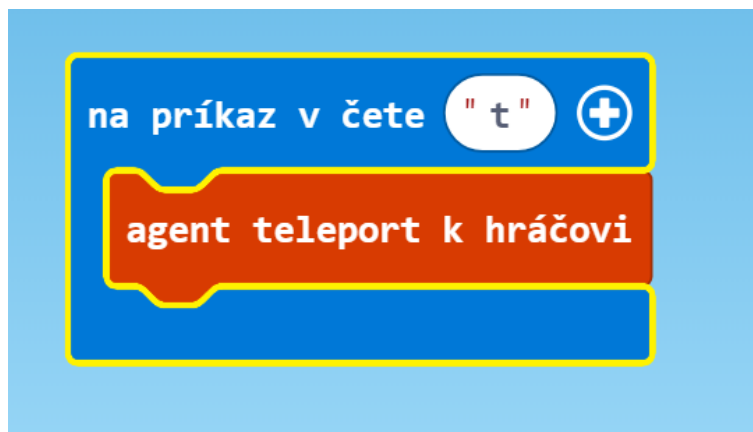 na príkaz v čete "t"
agent teleport k hráčovi